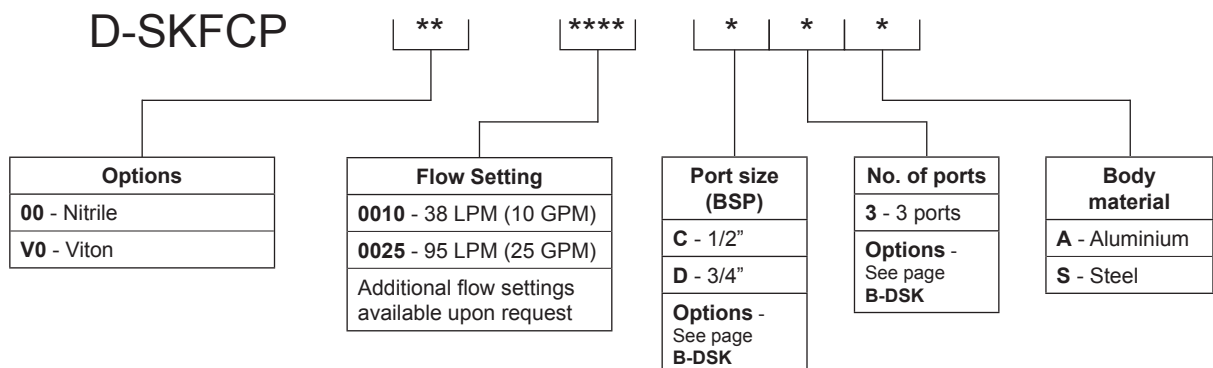 D-SKFCP ** **** * * *
Options
00 - Nitrile
V0 - Viton
Flow Setting
0010 - 38 LPM (10 GPM)
0025 - 95 LPM (25 GPM)
Additional flow settings
available upon request
Port size
(BSP)
C - 1/2”
D - 3/4”
Options -
See page
B-DSK
No. of ports
3 - 3 ports
Options -
See page
B-DSK
Body
material
A - Aluminium
S - Steel